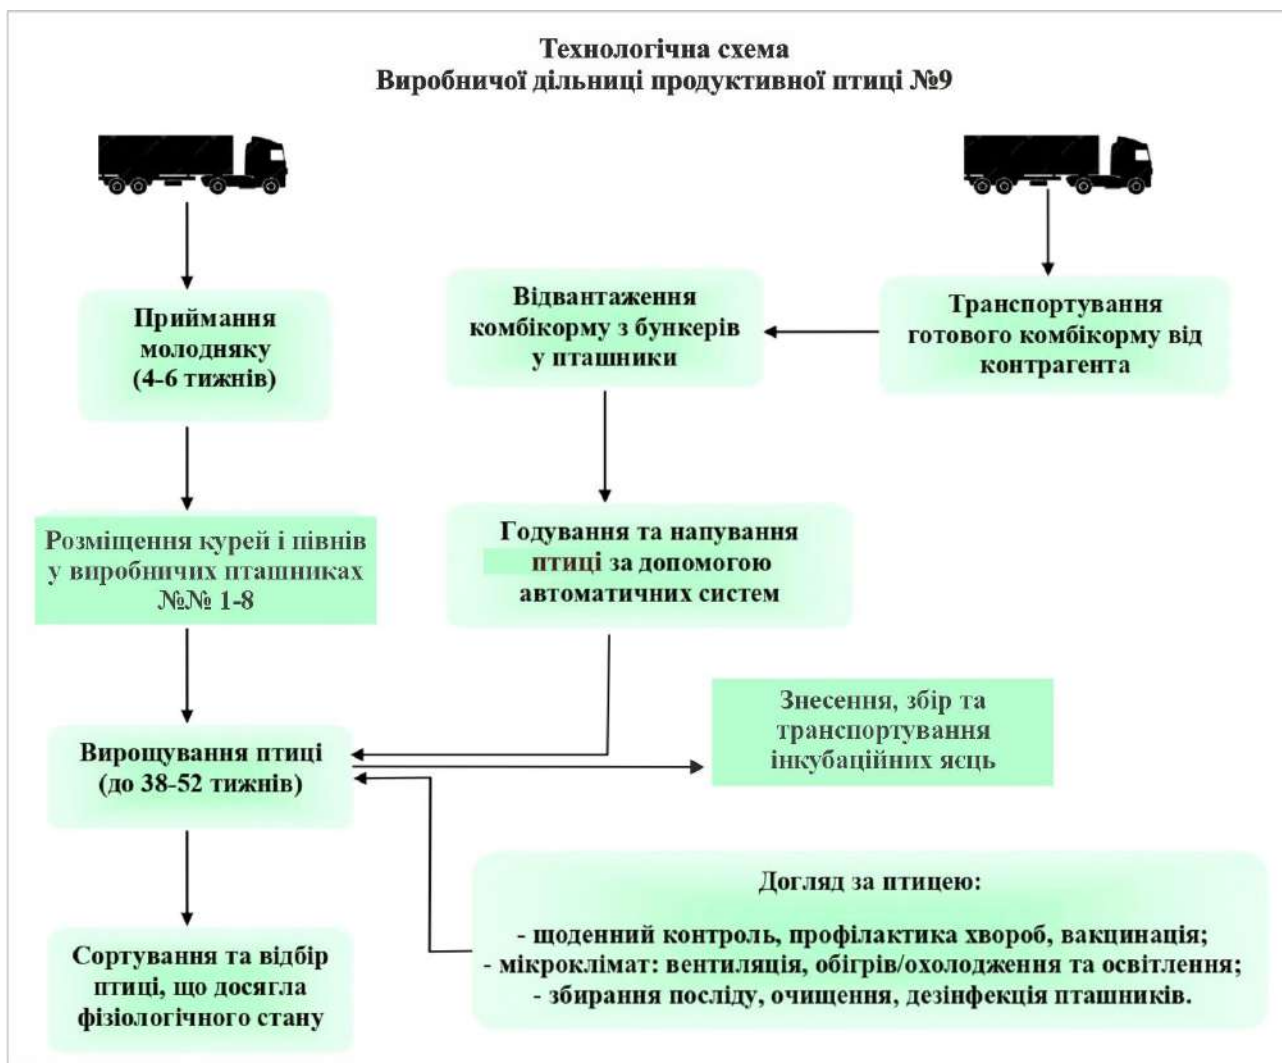 Технологічна схема
Виробничої дільниці продуктивної птиці №9
Приймання
молодняку
(4-6 тижнів)
Відвантаження
комбікорму з бункерів
у пташники
Транспортування
готового комбікорму від
контрагента
Розміщення курей і півнів
у виробничих пташниках
№№ 1-8
Годування та напування
птиці за допомогою
автоматичних систем
Знесення, збір та
транспортування
інкубаційних яєць
Вирощування птиці
(до 38-52 тижнів)
Догляд за птицею:
- щоденний контроль, профілактика хвороб, вакцинація;
- мікроклімат: вентиляція, обігрів/охолодження та освітлення;
- збирання посліду, очищення, дезінфекція пташників.
Сортування та відбір
птиці, що досягла
фізіологічного стану